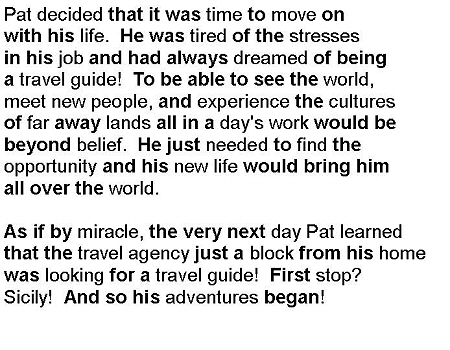 Pat decided that it was time to move on
with his life.  He was tired of the stresses
in his job and had always dreamed of being
a travel guide!  To be able to see the world,
meet new people, and experience the cultures
of far away lands all in a day's work would be
beyond belief.  He just needed to find the
opportunity and his new life would bring him
all over the world.

As if by miracle, the very next day Pat learned
that the travel agency just a block from his home
was looking for a travel guide!  First stop?
Sicily!  And so his adventures began!